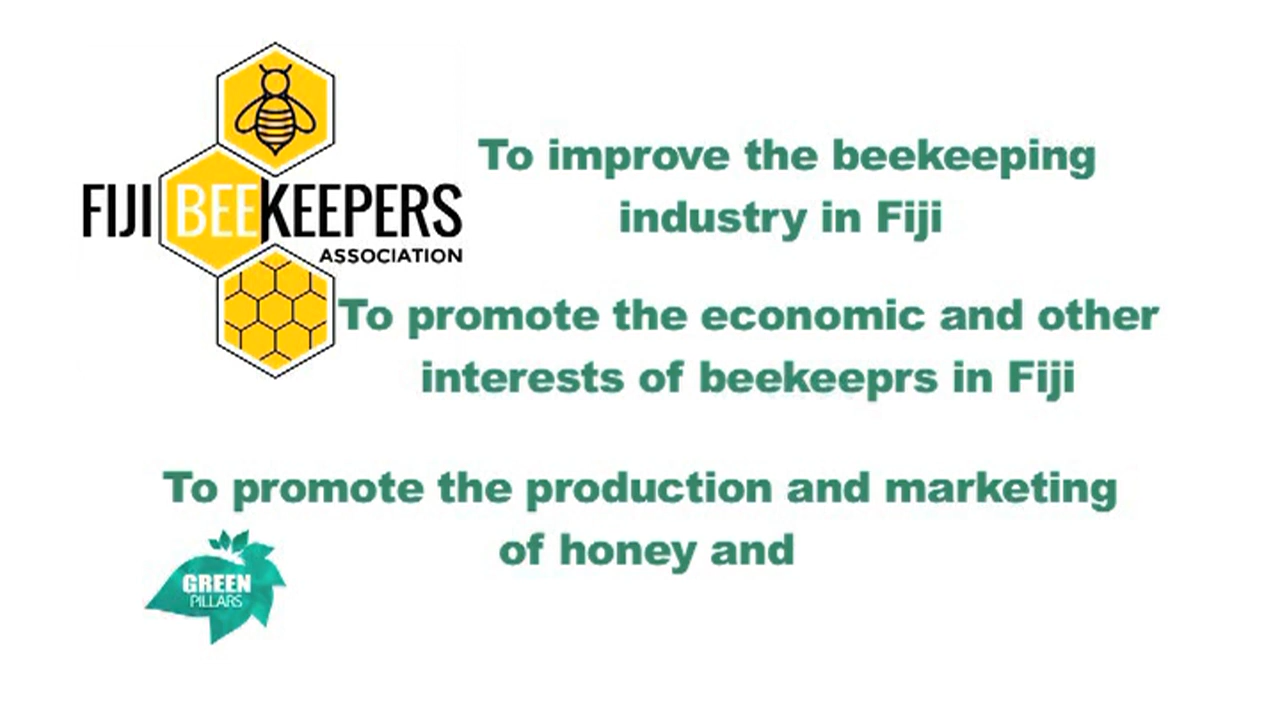 FIJI BEEKEEPERS
ASSOCIATION
To improve the beekeeping
industry in Fiji
To promote the economic and other
interests of beekeeprs in Fiji
To promote the production and marketing
of honey and
GREEN
PILLARS